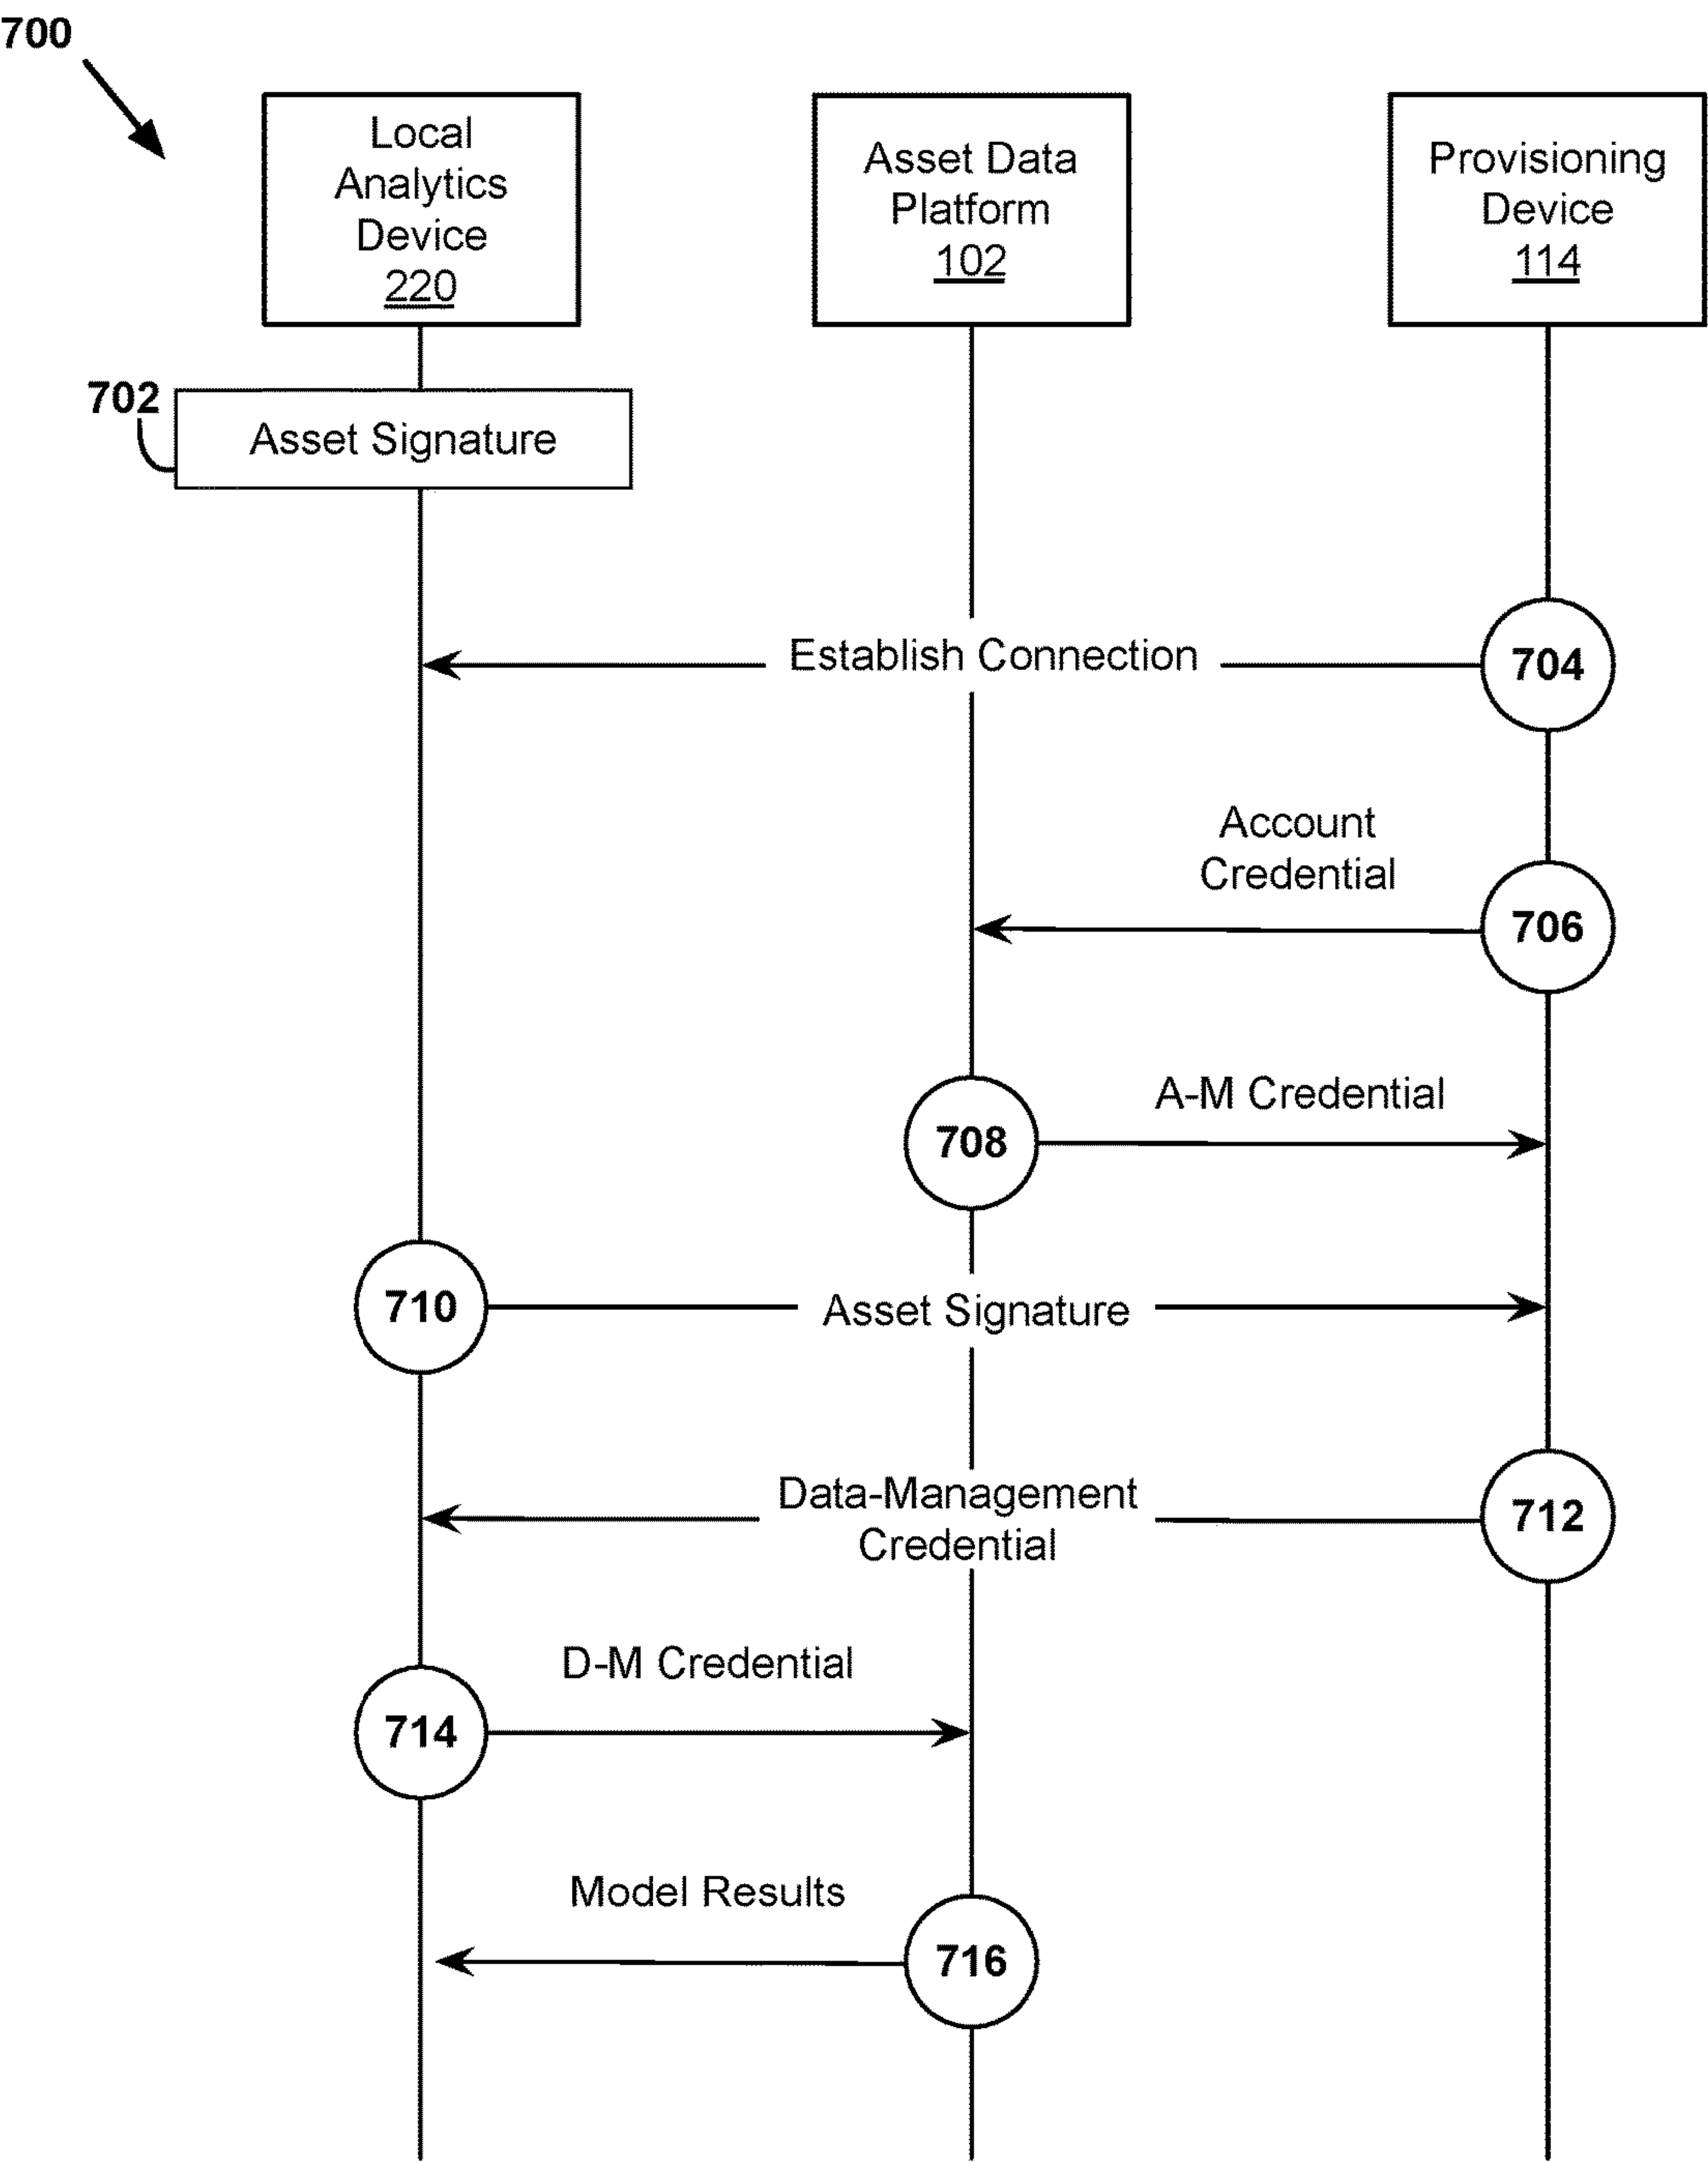 700
Local
Analytics
Device
220
Asset Data
Platform
102
Provisioning
Device
114
702
Asset Signature
Establish Connection
704
Account
Credential
706
A-M Credential
708
710
Asset Signature
Data-Management
Credential
712
D-M Credential
714
Model Results
716